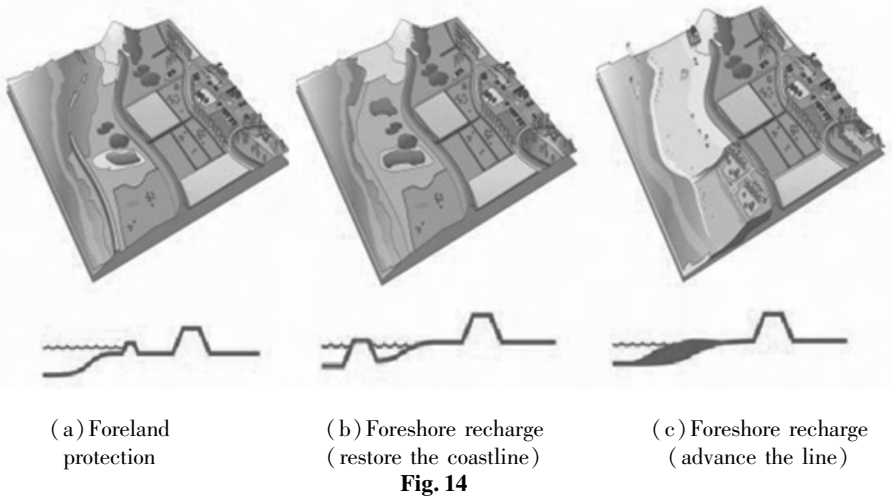 (a) Foreland
protection
(b) Foreshore recharge
(restore the coastline)
(c) Foreshore recharge
(advance the line)
Fig. 14